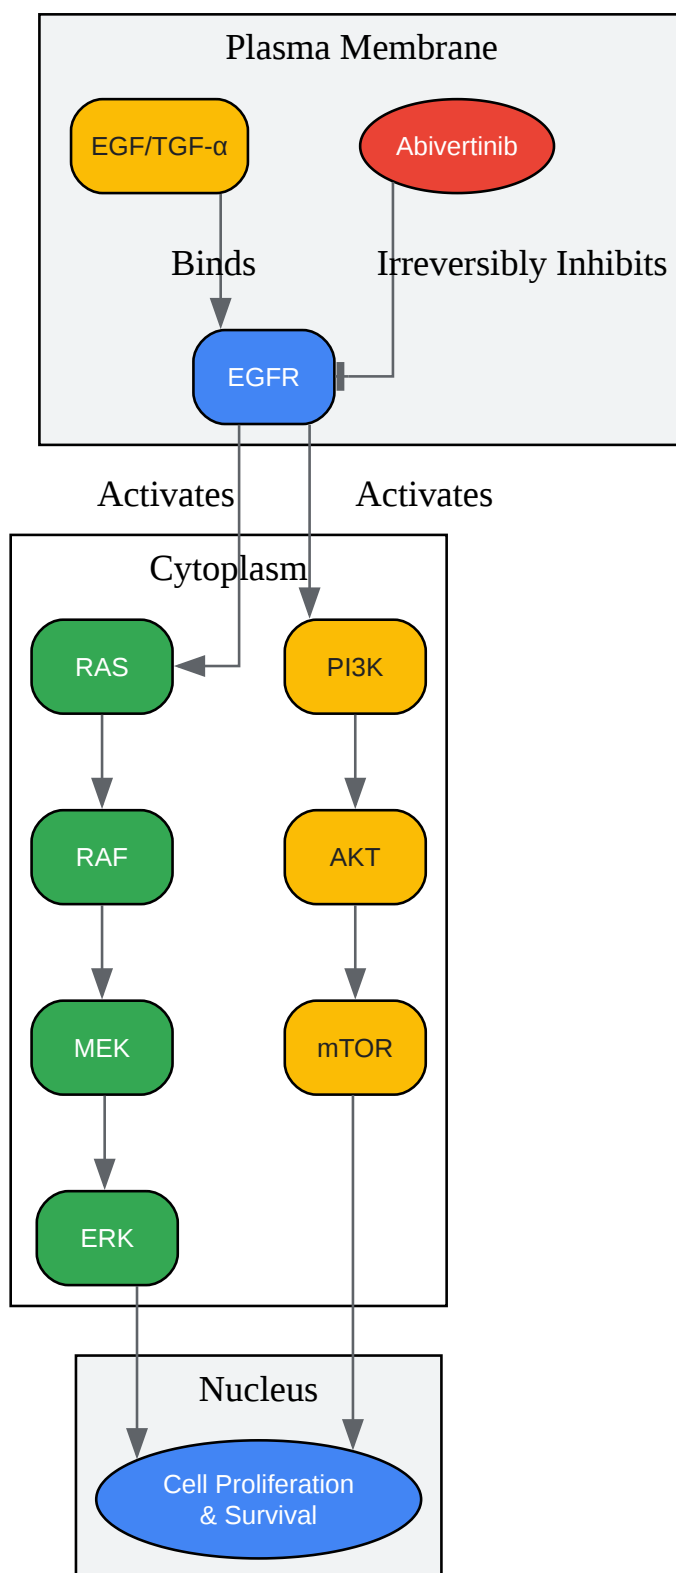 Plasma Membrane
EGF/TGF-α
Abivertinib
Binds
Irreversibly Inhibits
EGFR
Activates
Activates
Cytoplasm
RAS
PI3K
RAF
AKT
MEK
mTOR
ERK
Nucleus
Cell Proliferation
& Survival